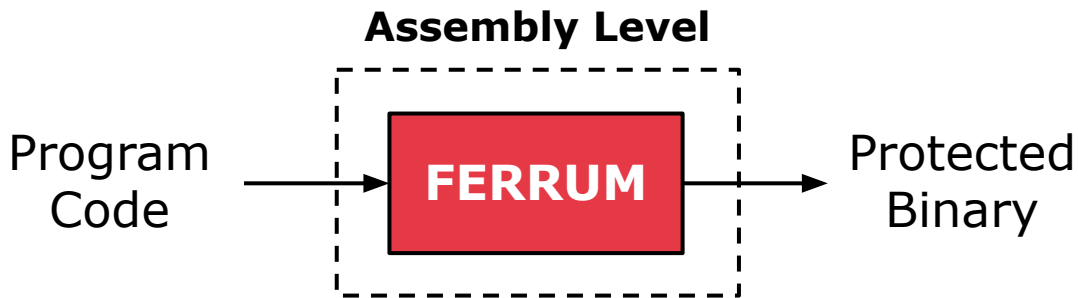 Assembly Level
Program
Code
FERRUM
Protected
Binary